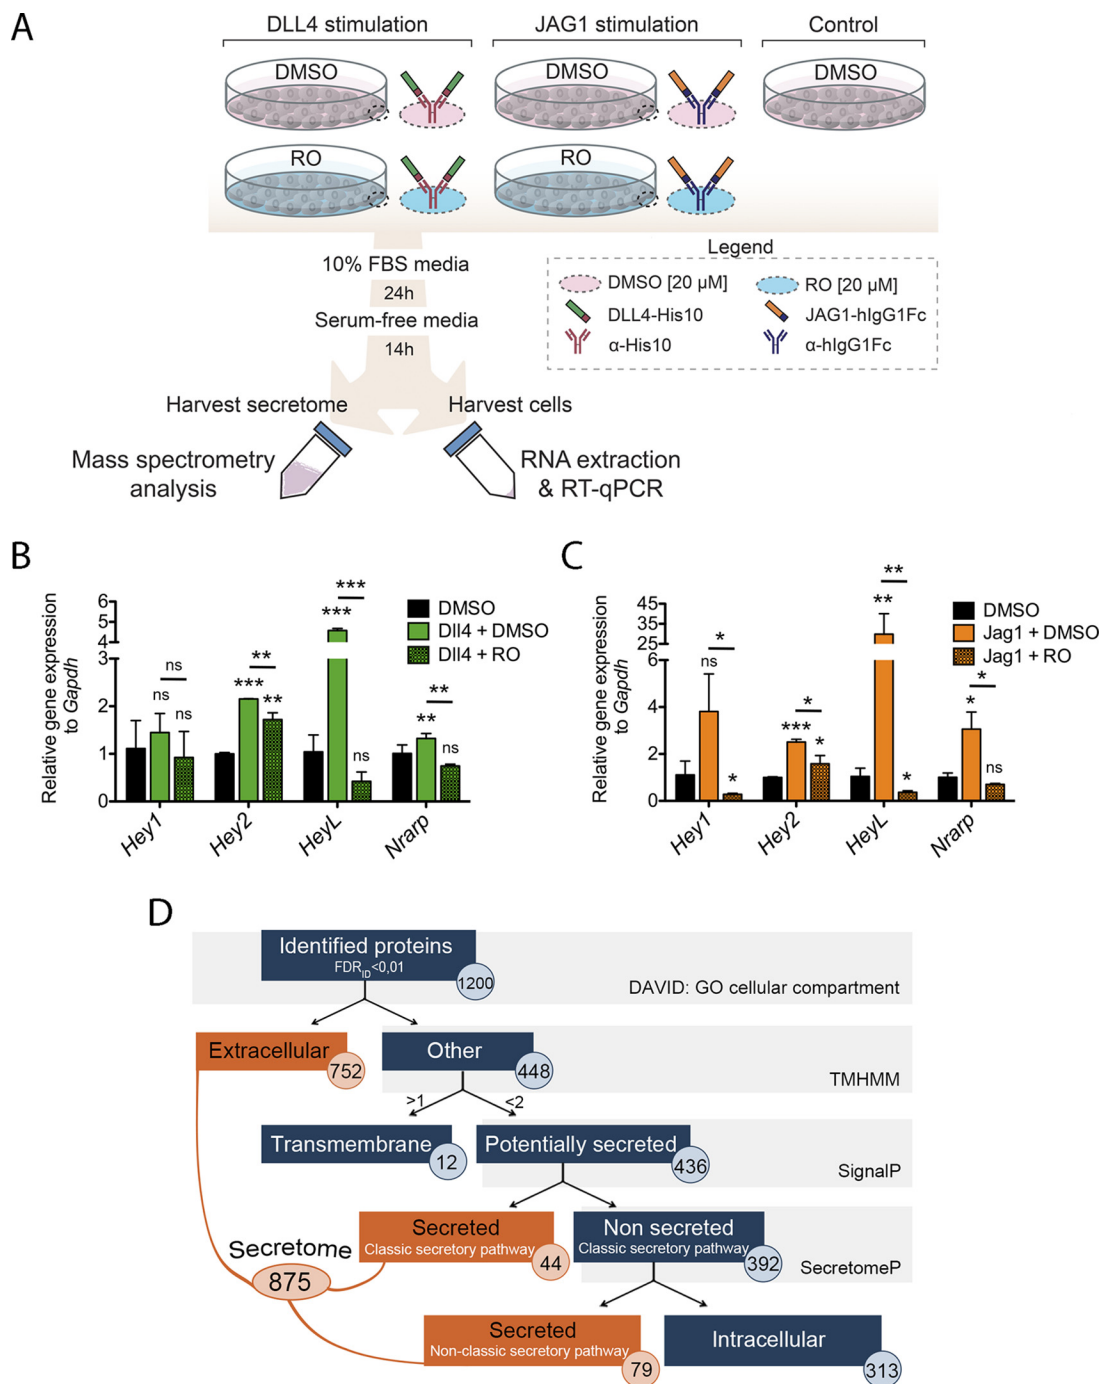 A
DLL4 stimulation
JAG1 stimulation
Control
DMSO
DMSO
DMSO
RO
RO
10% FBS media
24h
Serum-free media
14h
Legend
DMSO [20 µM]
RO [20 µM]
DLL4-His10
JAG1-hIgG1Fc
α-His10
α-hIgG1Fc
Harvest secretome
Harvest cells
Mass spectrometry
analysis
RNA extraction
& RT-qPCR
B
Relative gene expression
to Gapdh
6
5
4
3
2
1
0
ns
ns
ns
**
***
**
***
***
ns
**
**
ns
DMSO
Dll4 + DMSO
Dll4 + RO
Hey1
Hey2
HeyL
Nrarp
C
Relative gene expression
to Gapdh
45
35
25
6
4
2
0
*
ns
*
*
***
*
**
**
*
*
*
ns
DMSO
Jag1 + DMSO
Jag1 + RO
Hey1
Hey2
HeyL
Nrarp
D
Identified proteins
FDRID<0,01
1200
DAVID: GO cellular compartment
Extracellular
752
Other
448
TMHMM
>1
<2
Transmembrane
12
Potentially secreted
436
SignalP
Secreted
Classic secretory pathway
44
Non secreted
Classic secretory pathway
392
SecretomeP
Secretome
875
Secreted
Non-classic secretory pathway
79
Intracellular
313